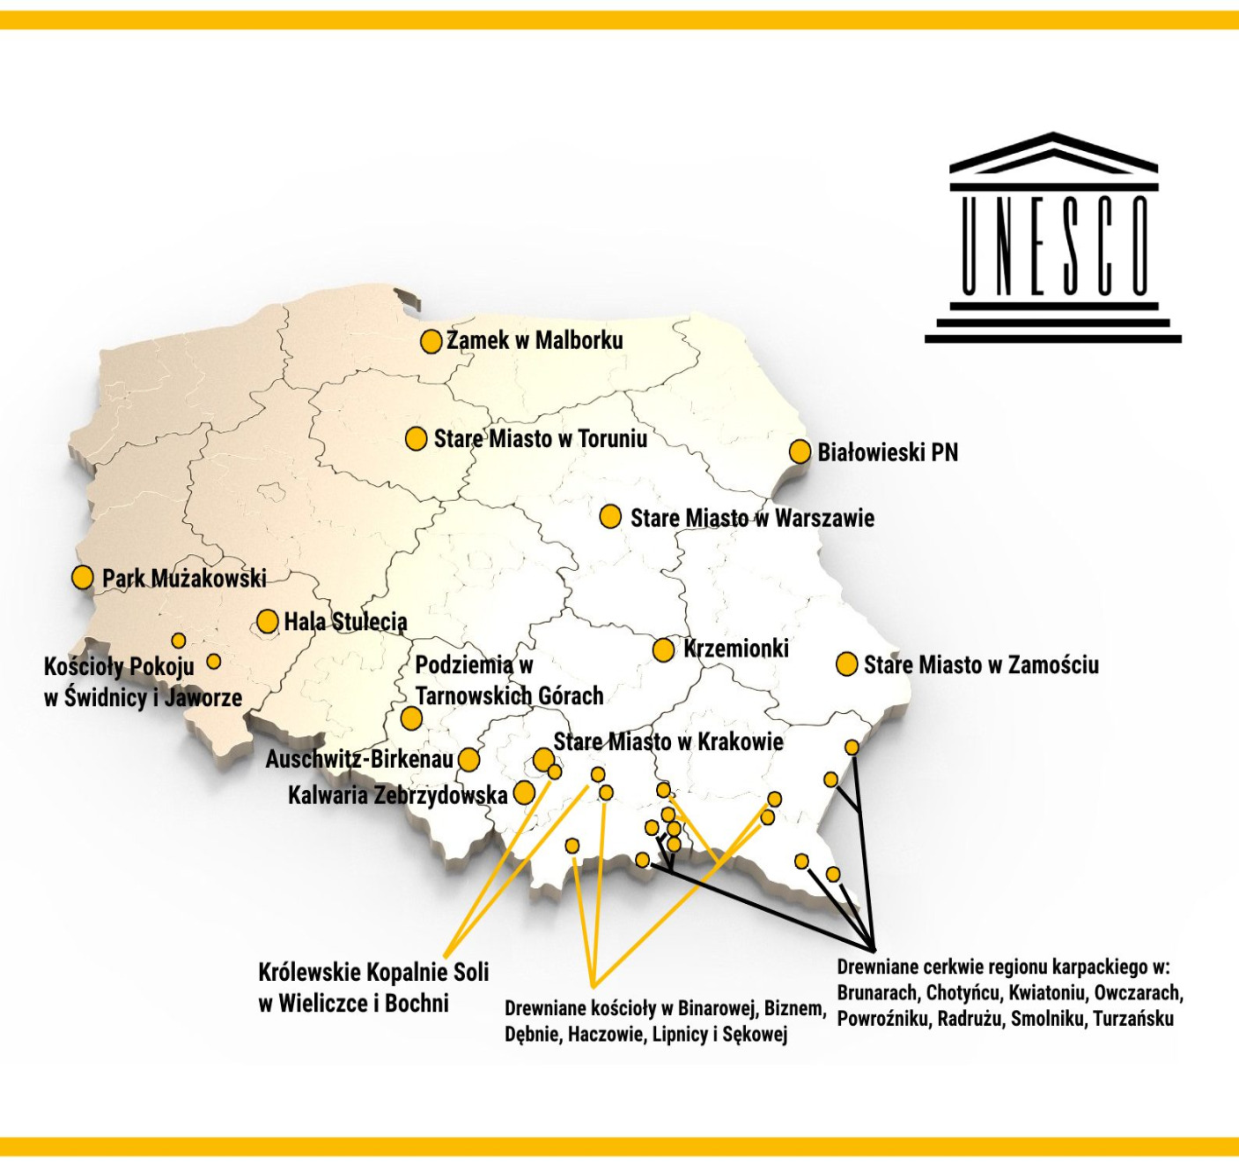 UNESCO
Zamek w Malborku
Stare Miasto w Toruniu
Białowieski PN
Stare Miasto w Warszawie
Park Mużakowski
Hala Stulecia
Kościoły Pokoju
w Świdnicy i Jaworze
Podziemia w
Tarnowskich Górach
Krzemionki
Stare Miasto w Zamościu
Stare Miasto w Krakowie
Auschwitz-Birkenau
Kalwaria Zebrzydowska
Królewskie Kopalnie Soli
w Wieliczce i Bochni
Drewniane kościoły w Binarowej, Biznem,
Dębnie, Haczowie, Lipnicy i Sękowej
Drewniane cerkwie regionu karpackiego w:
Brunarach, Chotyńcu, Kwiatoniu, Owczarach,
Powroźniku, Radrużu, Smolniku, Turzańsku